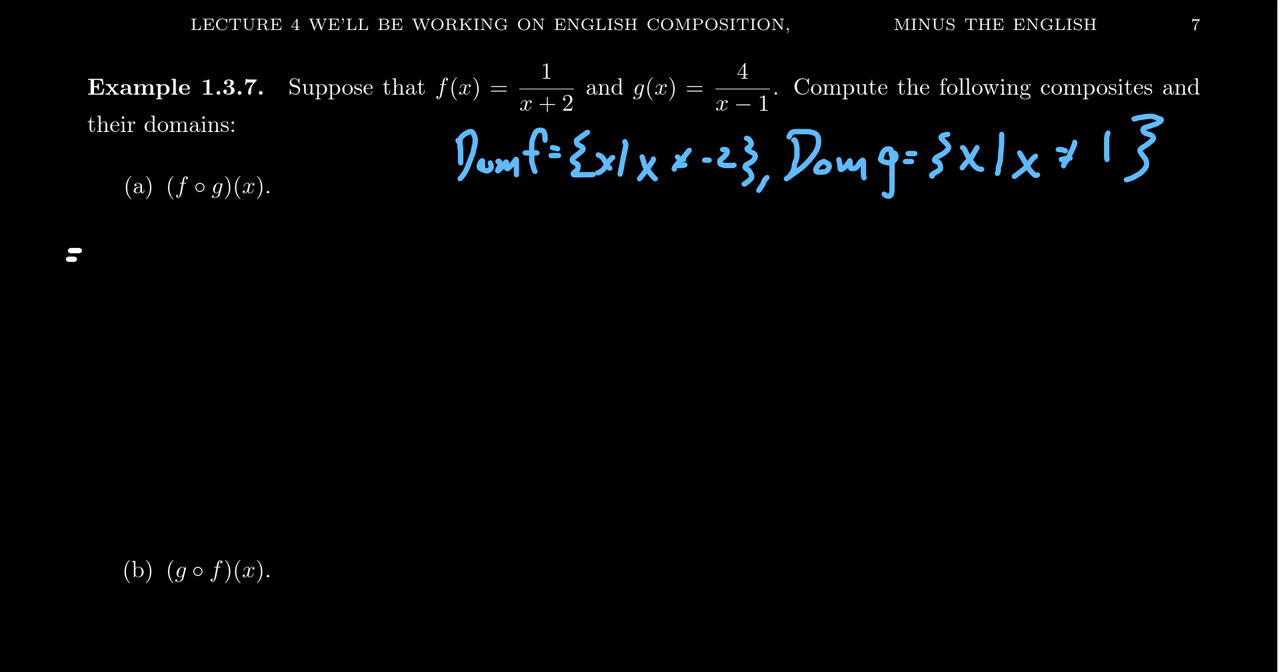 LECTURE 4 WE'LL BE WORKING ON ENGLISH COMPOSITION, MINUS THE ENGLISH 7
Example 1.3.7. Suppose that f(x) = 1/(x + 2) and g(x) = 4/(x − 1). Compute the following composites and
their domains:
Dom f = {x | x ≠ -2}, Dom g = {x | x ≠ 1}
(a) (f ∘ g)(x).
=
(b) (g ∘ f)(x).